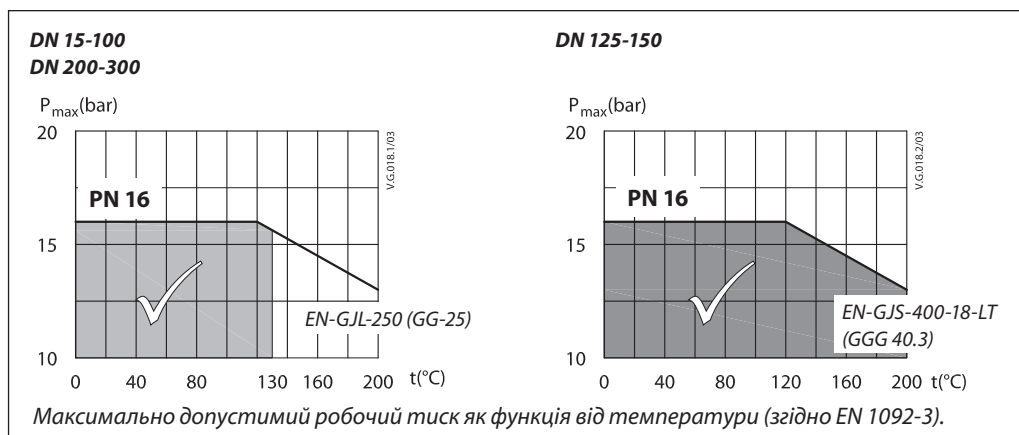 DN 15-100
DN 200-300
P max (bar)
20
15
10
PN 16
V.G.018.1/03
EN-GJL-250 (GG-25)
0 40 80 130 160 200 t(°C)
DN 125-150
P max (bar)
20
15
10
PN 16
V.G.018.2/03
EN-GJS-400-18-LT
(GGG 40.3)
0 40 80 120 160 200 t(°C)
Максимально допустимий робочий тиск як функція від температури (згідно EN 1092-3).